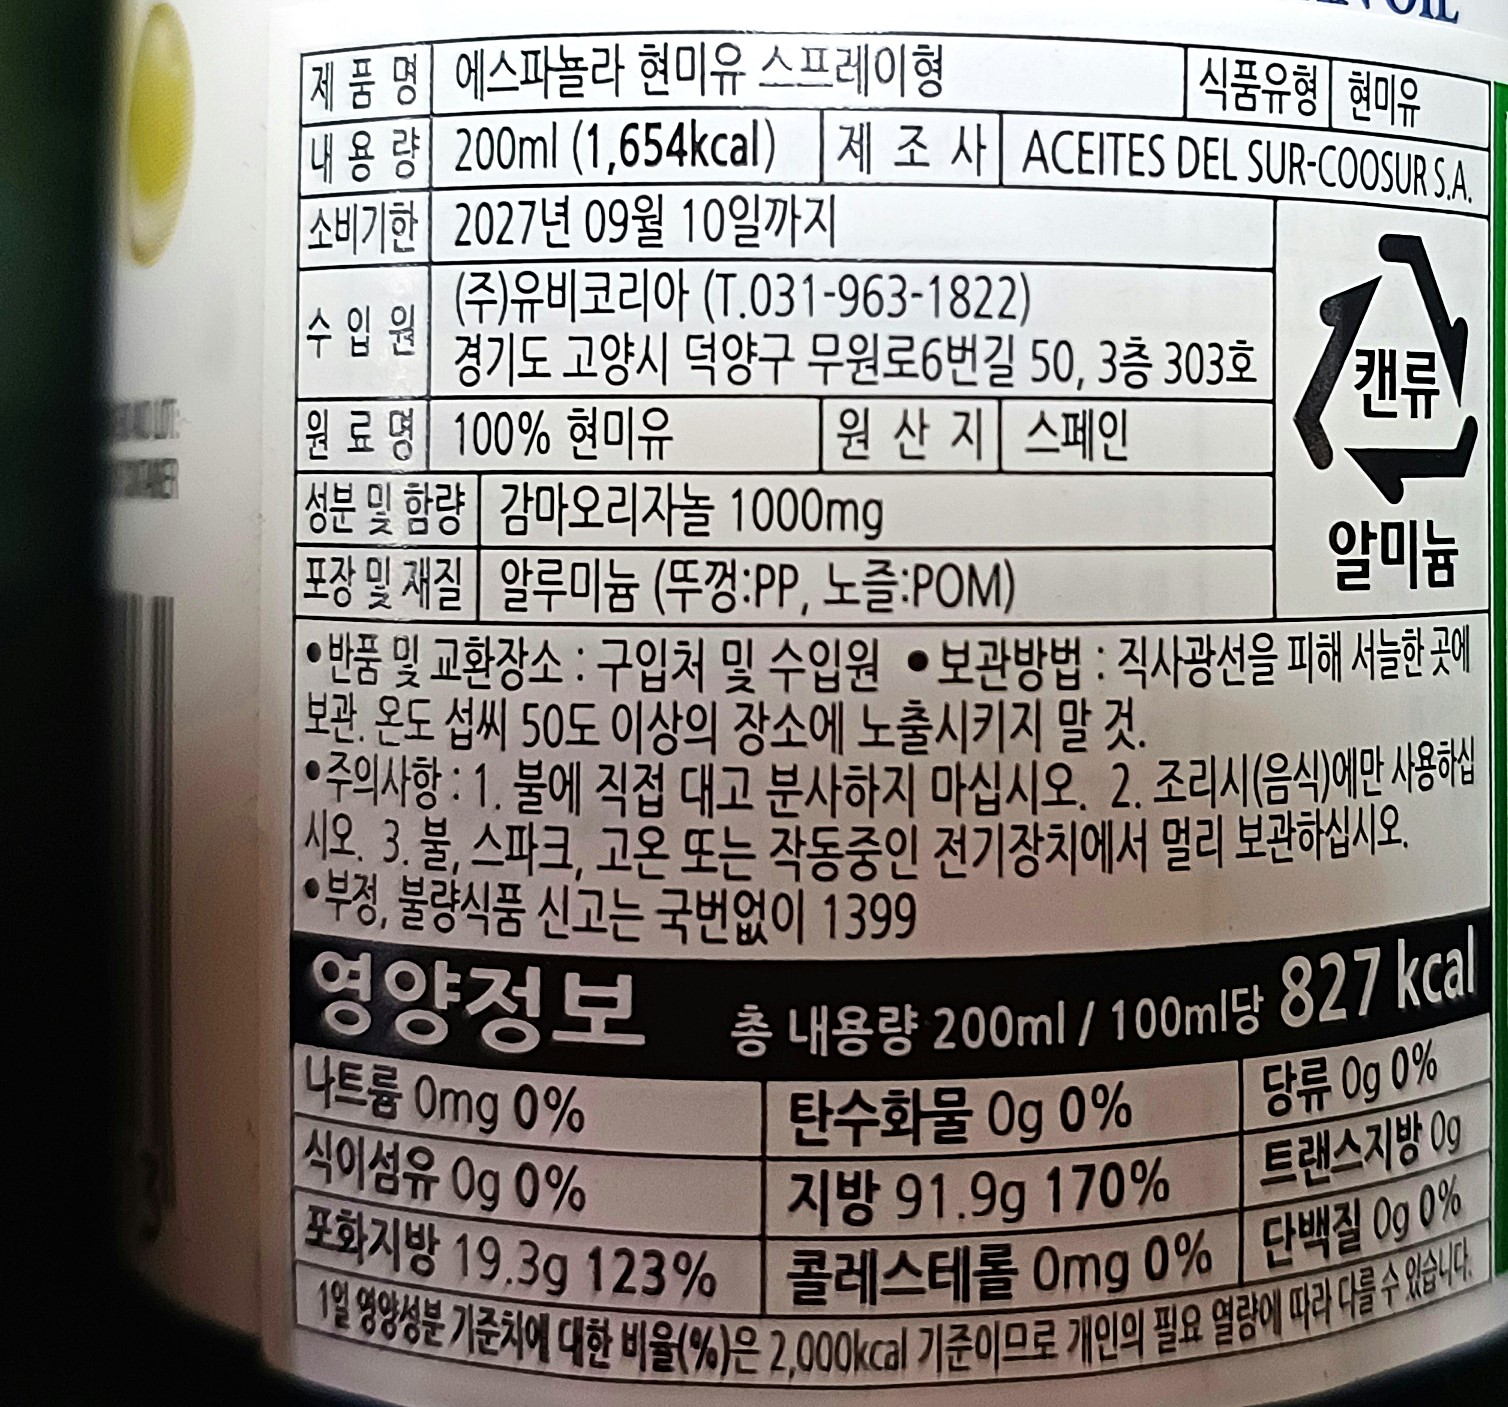 제 품 명 에스파뇰라 현미유 스프레이형 식품유형 현미유
내 용 량 200ml (1,654kcal) 제 조 사 ACEITES DEL SUR-COOSUR S.A.
소비기한 2027년 09월 10일까지
수 입 원 (주)유비코리아 (T.031-963-1822)
경기도 고양시 덕양구 무원로6번길 50, 3층 303호
캔류
원 료 명 100% 현미유 원 산 지 스페인
성분 및 함량 감마오리자놀 1000mg
알미늄
포장 및 재질 알루미늄 (뚜껑:PP, 노즐:POM)
•반품 및 교환장소 : 구입처 및 수입원 •보관방법 : 직사광선을 피해 서늘한 곳에
보관. 온도 섭씨 50도 이상의 장소에 노출시키지 말 것.
•주의사항 : 1. 불에 직접 대고 분사하지 마십시오. 2. 조리시(음식)에만 사용하십
시오. 3. 불, 스파크, 고온 또는 작동중인 전기장치에서 멀리 보관하십시오.
•부정, 불량식품 신고는 국번없이 1399
영양정보 총 내용량 200ml / 100ml당 827 kcal
나트륨 0mg 0% 탄수화물 0g 0% 당류 0g 0%
식이섬유 0g 0% 지방 91.9g 170% 트랜스지방 0g
포화지방 19.3g 123% 콜레스테롤 0mg 0% 단백질 0g 0%
1일 영양성분 기준치에 대한 비율(%)은 2,000kcal 기준이므로 개인의 필요 열량에 따라 다를 수 있습니다.